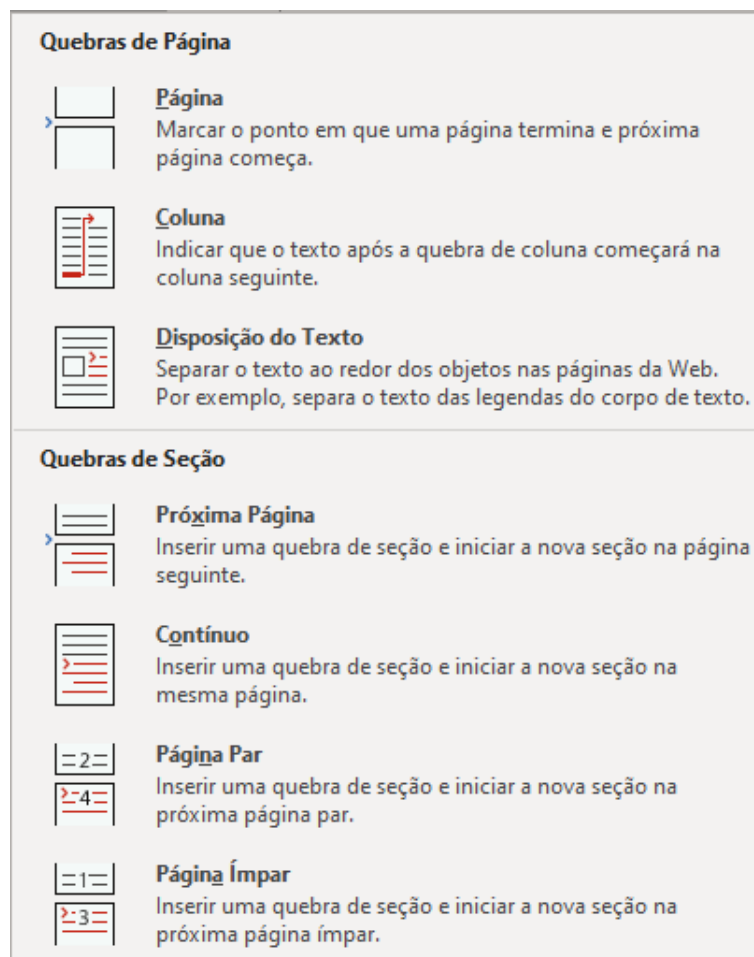 Quebras de Página
Página
Marcar o ponto em que uma página termina e próxima
página começa.
Coluna
Indicar que o texto após a quebra de coluna começará na
coluna seguinte.
Disposição do Texto
Separar o texto ao redor dos objetos nas páginas da Web.
Por exemplo, separa o texto das legendas do corpo de texto.
Quebras de Seção
Próxima Página
Inserir uma quebra de seção e iniciar a nova seção na página
seguinte.
Contínuo
Inserir uma quebra de seção e iniciar a nova seção na
mesma página.
2
4
Página Par
Inserir uma quebra de seção e iniciar a nova seção na
próxima página par.
1
3
Página Ímpar
Inserir uma quebra de seção e iniciar a nova seção na
próxima página ímpar.